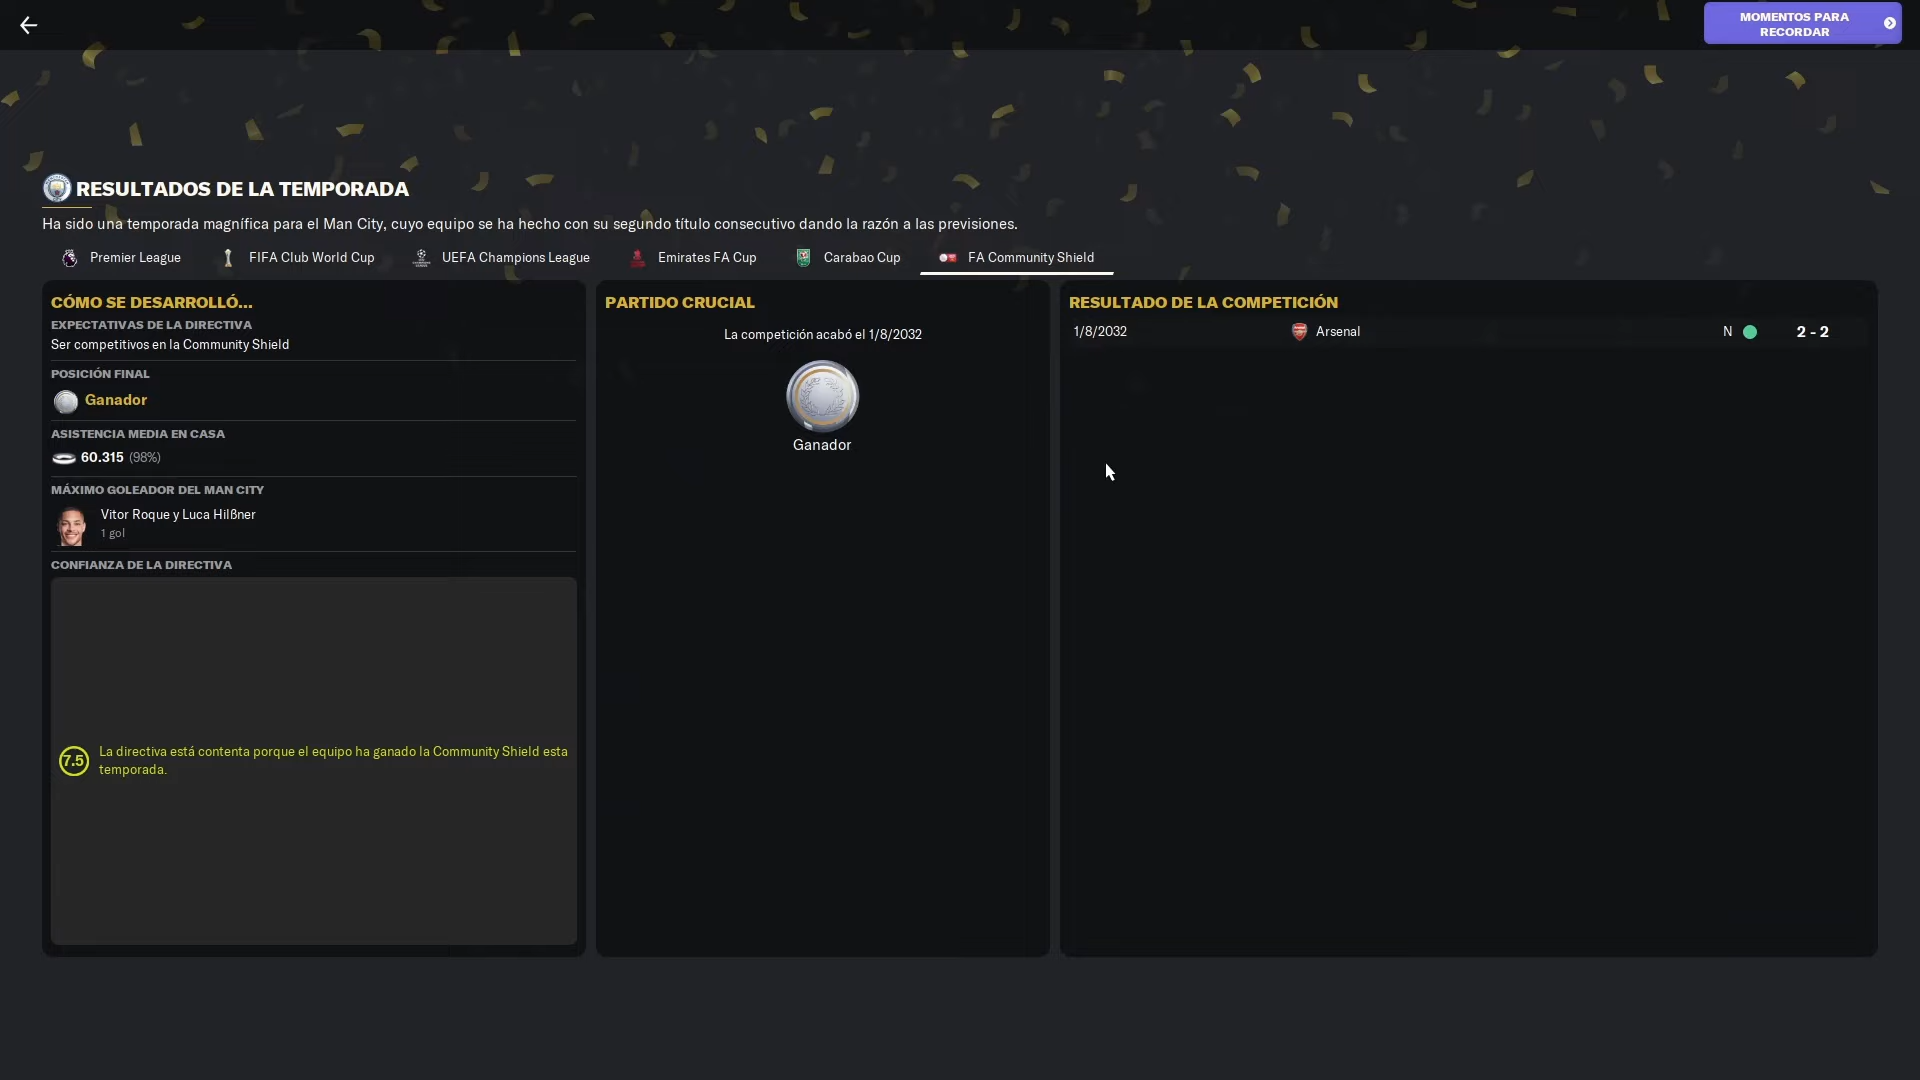 MOMENTOS PARA
RECORDAR
RESULTADOS DE LA TEMPORADA
Ha sido una temporada magnífica para el Man City, cuyo equipo se ha hecho con su segundo título consecutivo dando la razón a las previsiones.
Premier League
FIFA Club World Cup
UEFA Champions League
Emirates FA Cup
Carabao Cup
FA Community Shield
CÓMO SE DESARROLLÓ...
EXPECTATIVAS DE LA DIRECTIVA
Ser competitivos en la Community Shield
POSICIÓN FINAL
Ganador
ASISTENCIA MEDIA EN CASA
60.315 (98%)
MÁXIMO GOLEADOR DEL MAN CITY
Vitor Roque y Luca Hilßner
1 gol
CONFIANZA DE LA DIRECTIVA
7.5
La directiva está contenta porque el equipo ha ganado la Community Shield esta
temporada.
PARTIDO CRUCIAL
La competición acabó el 1/8/2032
Ganador
RESULTADO DE LA COMPETICIÓN
1/8/2032 Arsenal N 2 - 2